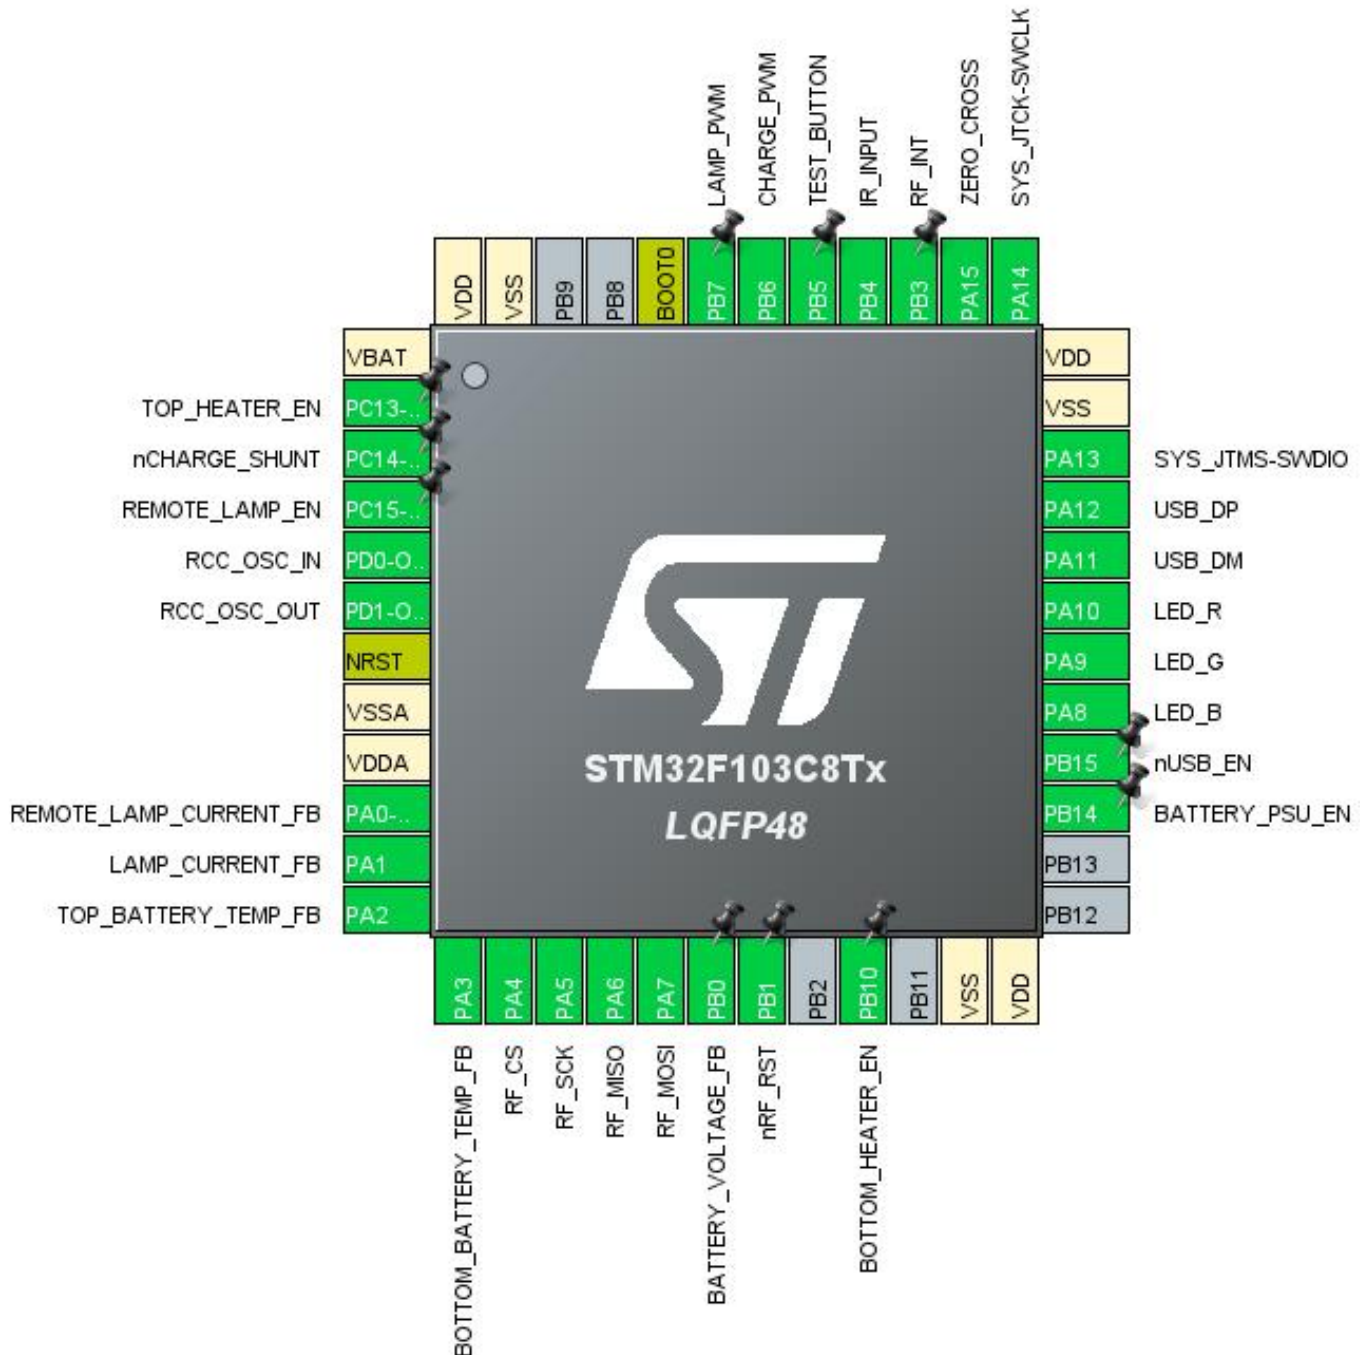 LAMP_PWM
CHARGE_PWM
TEST_BUTTON
IR_INPUT
RF_INT
ZERO_CROSS
SYS_JTCK-SWCLK
VDD
VSS
PB9
PB8
BOOT0
PB7
PB6
PB5
PB4
PB3
PA15
PA14
VBAT
TOP_HEATER_EN PC13-..
nCHARGE_SHUNT PC14-..
REMOTE_LAMP_EN PC15-..
RCC_OSC_IN PD0-O..
RCC_OSC_OUT PD1-O..
NRST
VSSA
VDDA
REMOTE_LAMP_CURRENT_FB PA0-..
LAMP_CURRENT_FB PA1
TOP_BATTERY_TEMP_FB PA2
ST
STM32F103C8Tx
LQFP48
VDD
VSS
PA13 SYS_JTMS-SWDIO
PA12 USB_DP
PA11 USB_DM
PA10 LED_R
PA9 LED_G
PA8 LED_B
PB15 nUSB_EN
PB14 BATTERY_PSU_EN
PB13
PB12
PA3
PA4
PA5
PA6
PA7
PB0
PB1
PB2
PB10
PB11
VSS
VDD
BOTTOM_BATTERY_TEMP_FB
RF_CS
RF_SCK
RF_MISO
RF_MOSI
BATTERY_VOLTAGE_FB
nRF_RST
BOTTOM_HEATER_EN